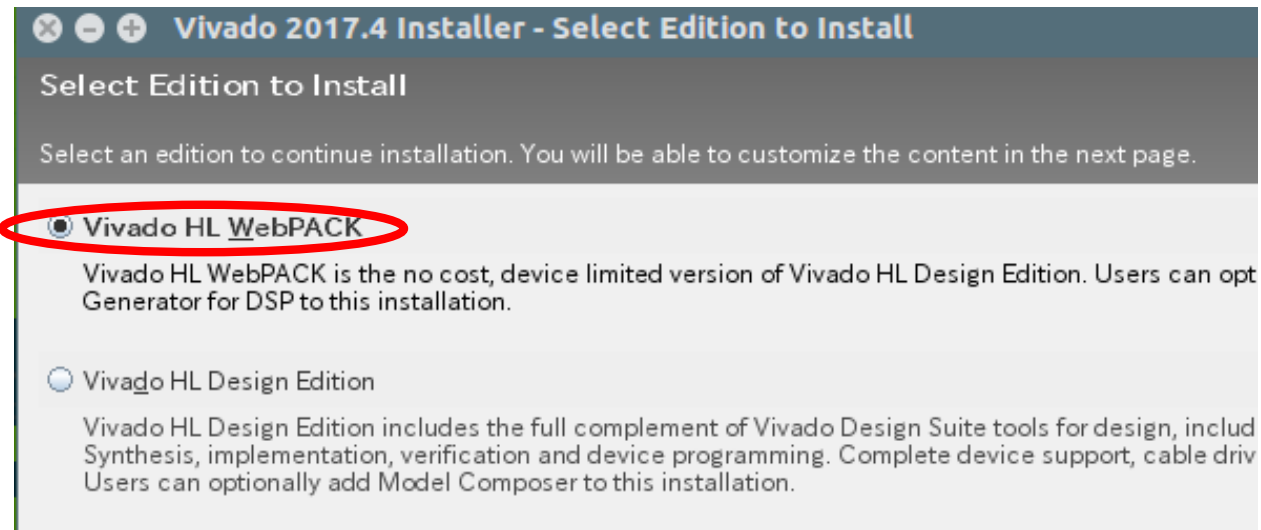 Vivado 2017.4 Installer - Select Edition to Install
Select Edition to Install
Select an edition to continue installation. You will be able to customize the content in the next page.
Vivado HL WebPACK
Vivado HL WebPACK is the no cost, device limited version of Vivado HL Design Edition. Users can opt
Generator for DSP to this installation.
Vivado HL Design Edition
Vivado HL Design Edition includes the full complement of Vivado Design Suite tools for design, includ
Synthesis, implementation, verification and device programming. Complete device support, cable driv
Users can optionally add Model Composer to this installation.